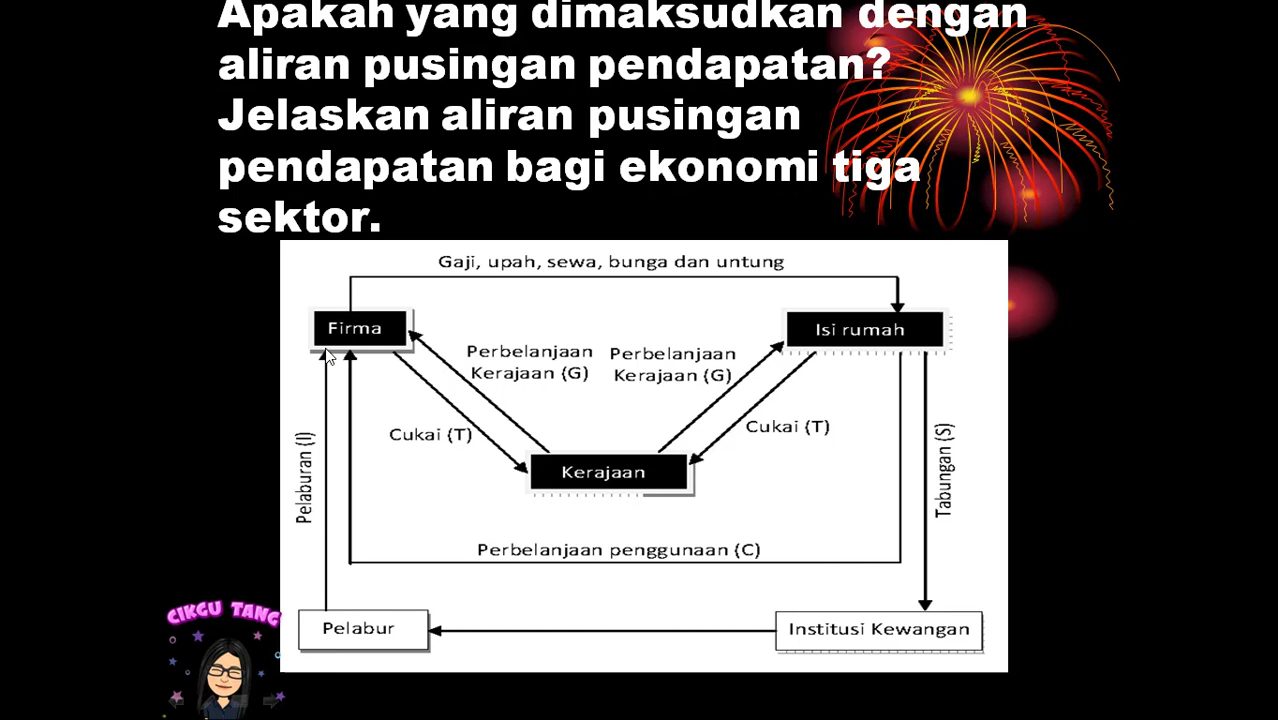 Apakah yang dimaksudkan dengan
aliran pusingan pendapatan?
Jelaskan aliran pusingan
pendapatan bagi ekonomi tiga
sektor.
Gaji, upah, sewa, bunga dan untung
Firma
Isi rumah
Perbelanjaan
Kerajaan (G)
Perbelanjaan
Kerajaan (G)
Cukai (T)
Cukai (T)
Kerajaan
Pelaburan (I)
Tabungan (S)
Perbelanjaan penggunaan (C)
Pelabur
Institusi Kewangan
CIKGU TANG